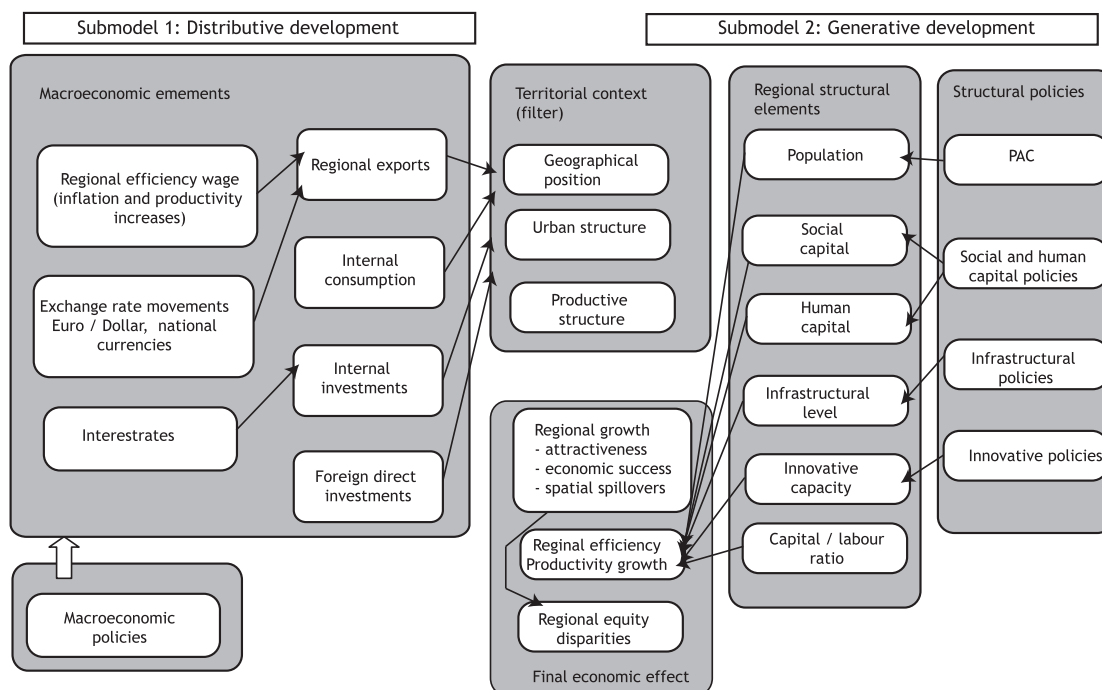 Submodel 1: Distributive development
Submodel 2: Generative development
Macroeconomic emements
Regional efficiency wage
(inflation and productivity
increases)
Exchange rate movements
Euro / Dollar, national
currencies
Interestrates
Regional exports
Internal
consumption
Internal
investments
Foreign direct
investments
Macroeconomic
policies
Territorial context
(filter)
Geographical
position
Urban structure
Productive
structure
Regional growth
- attractiveness
- economic success
- spatial spillovers
Reginal efficiency
Productivity growth
Regional equity
disparities
Final economic effect
Regional structural
elements
Population
Social
capital
Human
capital
Infrastructural
level
Innovative
capacity
Capital / labour
ratio
Structural policies
PAC
Social and human
capital policies
Infrastructural
policies
Innovative policies